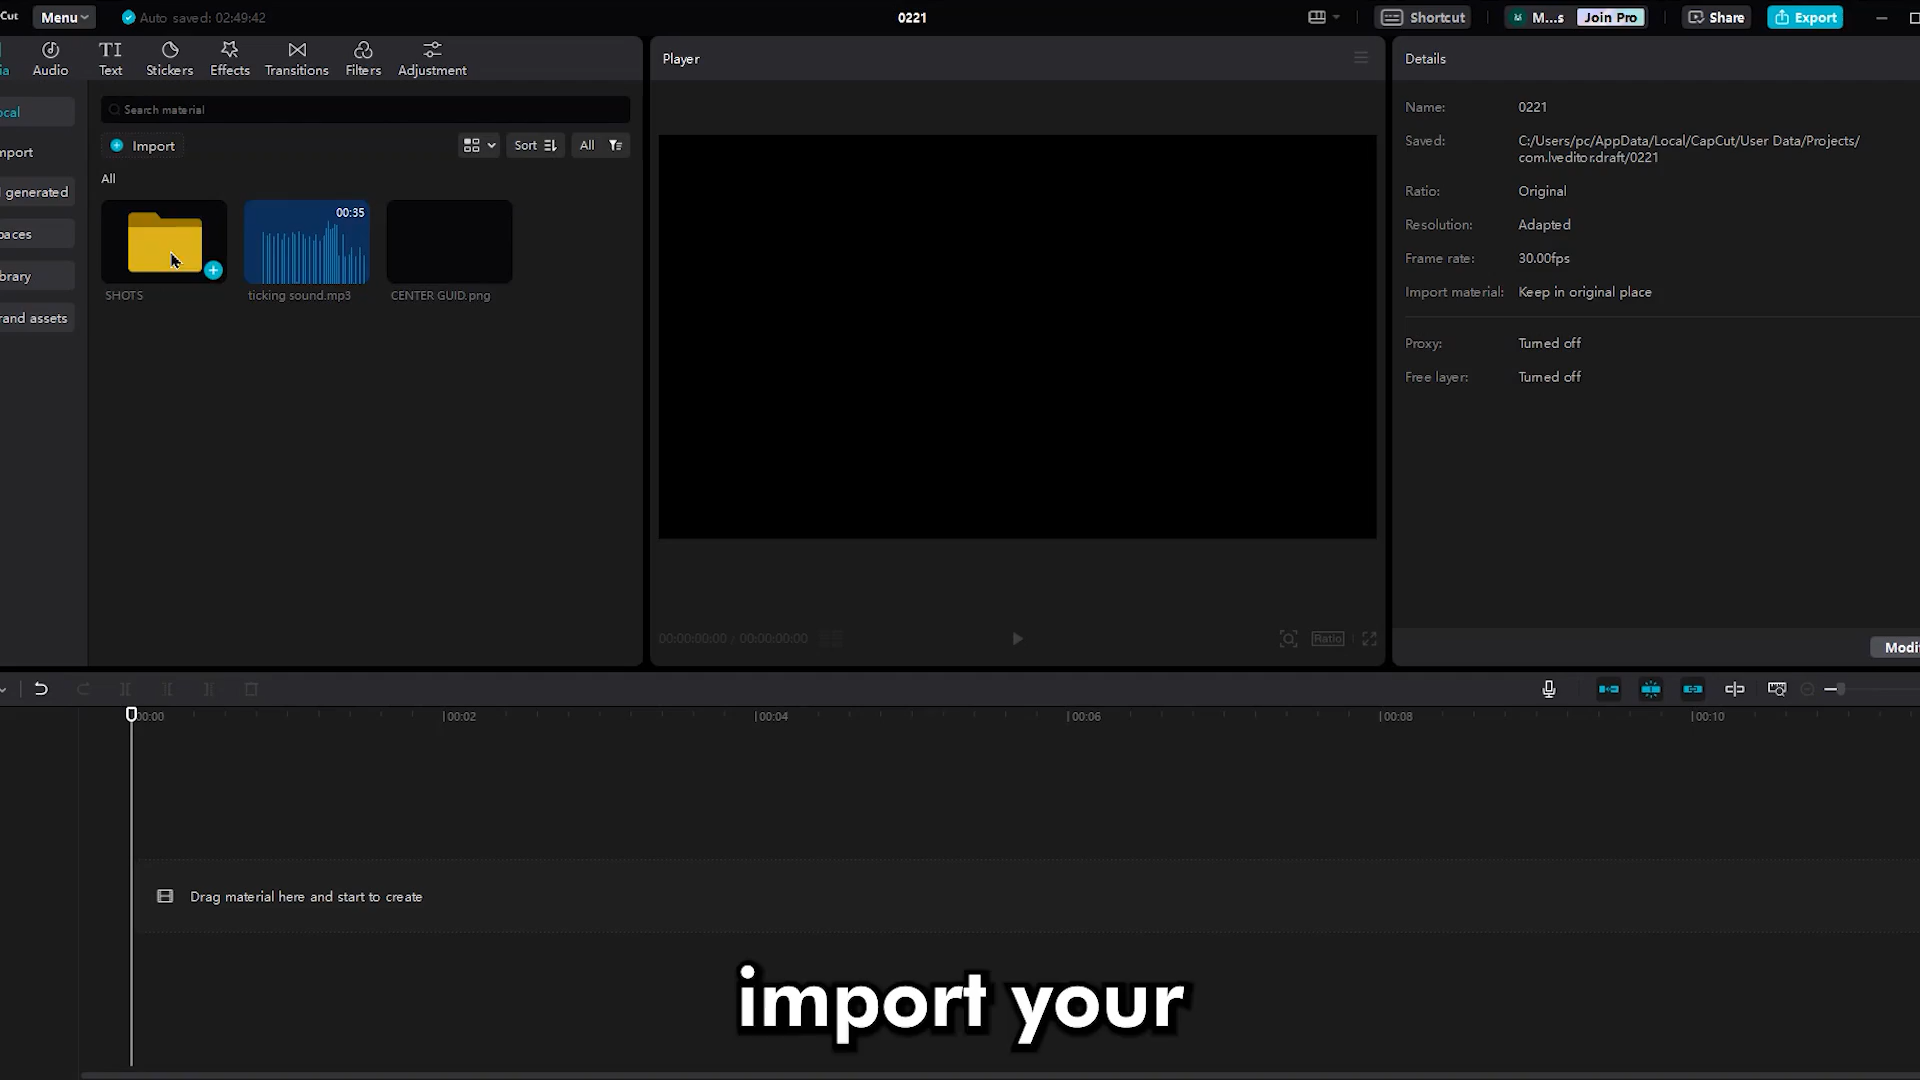 Cut
Menu
Auto saved: 02:49:42
0221
Shortcut
M...s
Join Pro
Share
Export
ia
Audio
TI
Text
Stickers
Effects
Transitions
Filters
Adjustment
Player
Details
ocal
mport
I generated
paces
ibrary
rand assets
Search material
Import
Sort
All
All
00:35
SHOTS
ticking sound.mp3
CENTER GUID.png
Name:
0221
Saved:
C:/Users/pc/AppData/Local/CapCut/User Data/Projects/
com.lveditor.draft/0221
Ratio:
Original
Resolution:
Adapted
Frame rate:
30.00fps
Import material:
Keep in original place
Proxy:
Turned off
Free layer:
Turned off
00:00:00:00 / 00:00:00:00
Ratio
Modif
00:00
00:02
00:04
00:06
00:08
00:10
Drag material here and start to create
import your